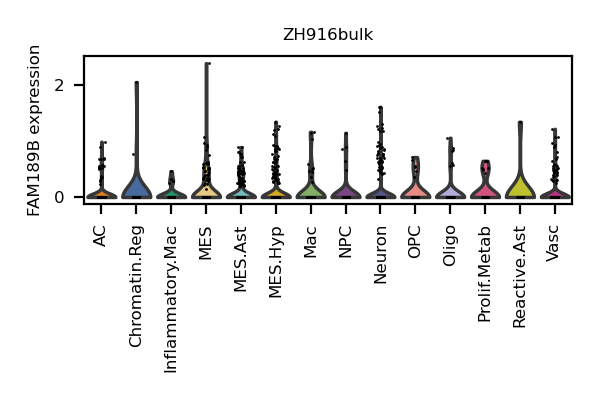 ZH916bulk
FAM189B expression
2
0
AC
Chromatin.Reg
Inflammatory.Mac
MES
MES.Ast
MES.Hyp
Mac
NPC
Neuron
OPC
Oligo
Prolif.Metab
Reactive.Ast
Vasc